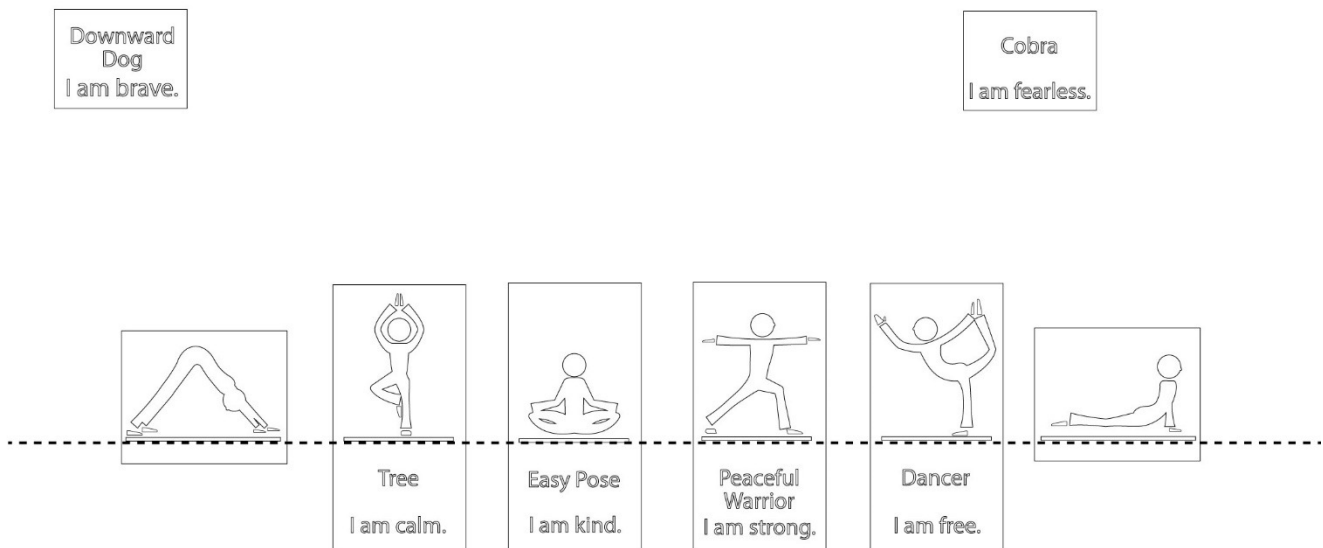 Downward
Dog
I am brave.
Cobra
I am fearless.
Tree
I am calm.
Easy Pose
I am kind.
Peaceful
Warrior
I am strong.
Dancer
I am free.